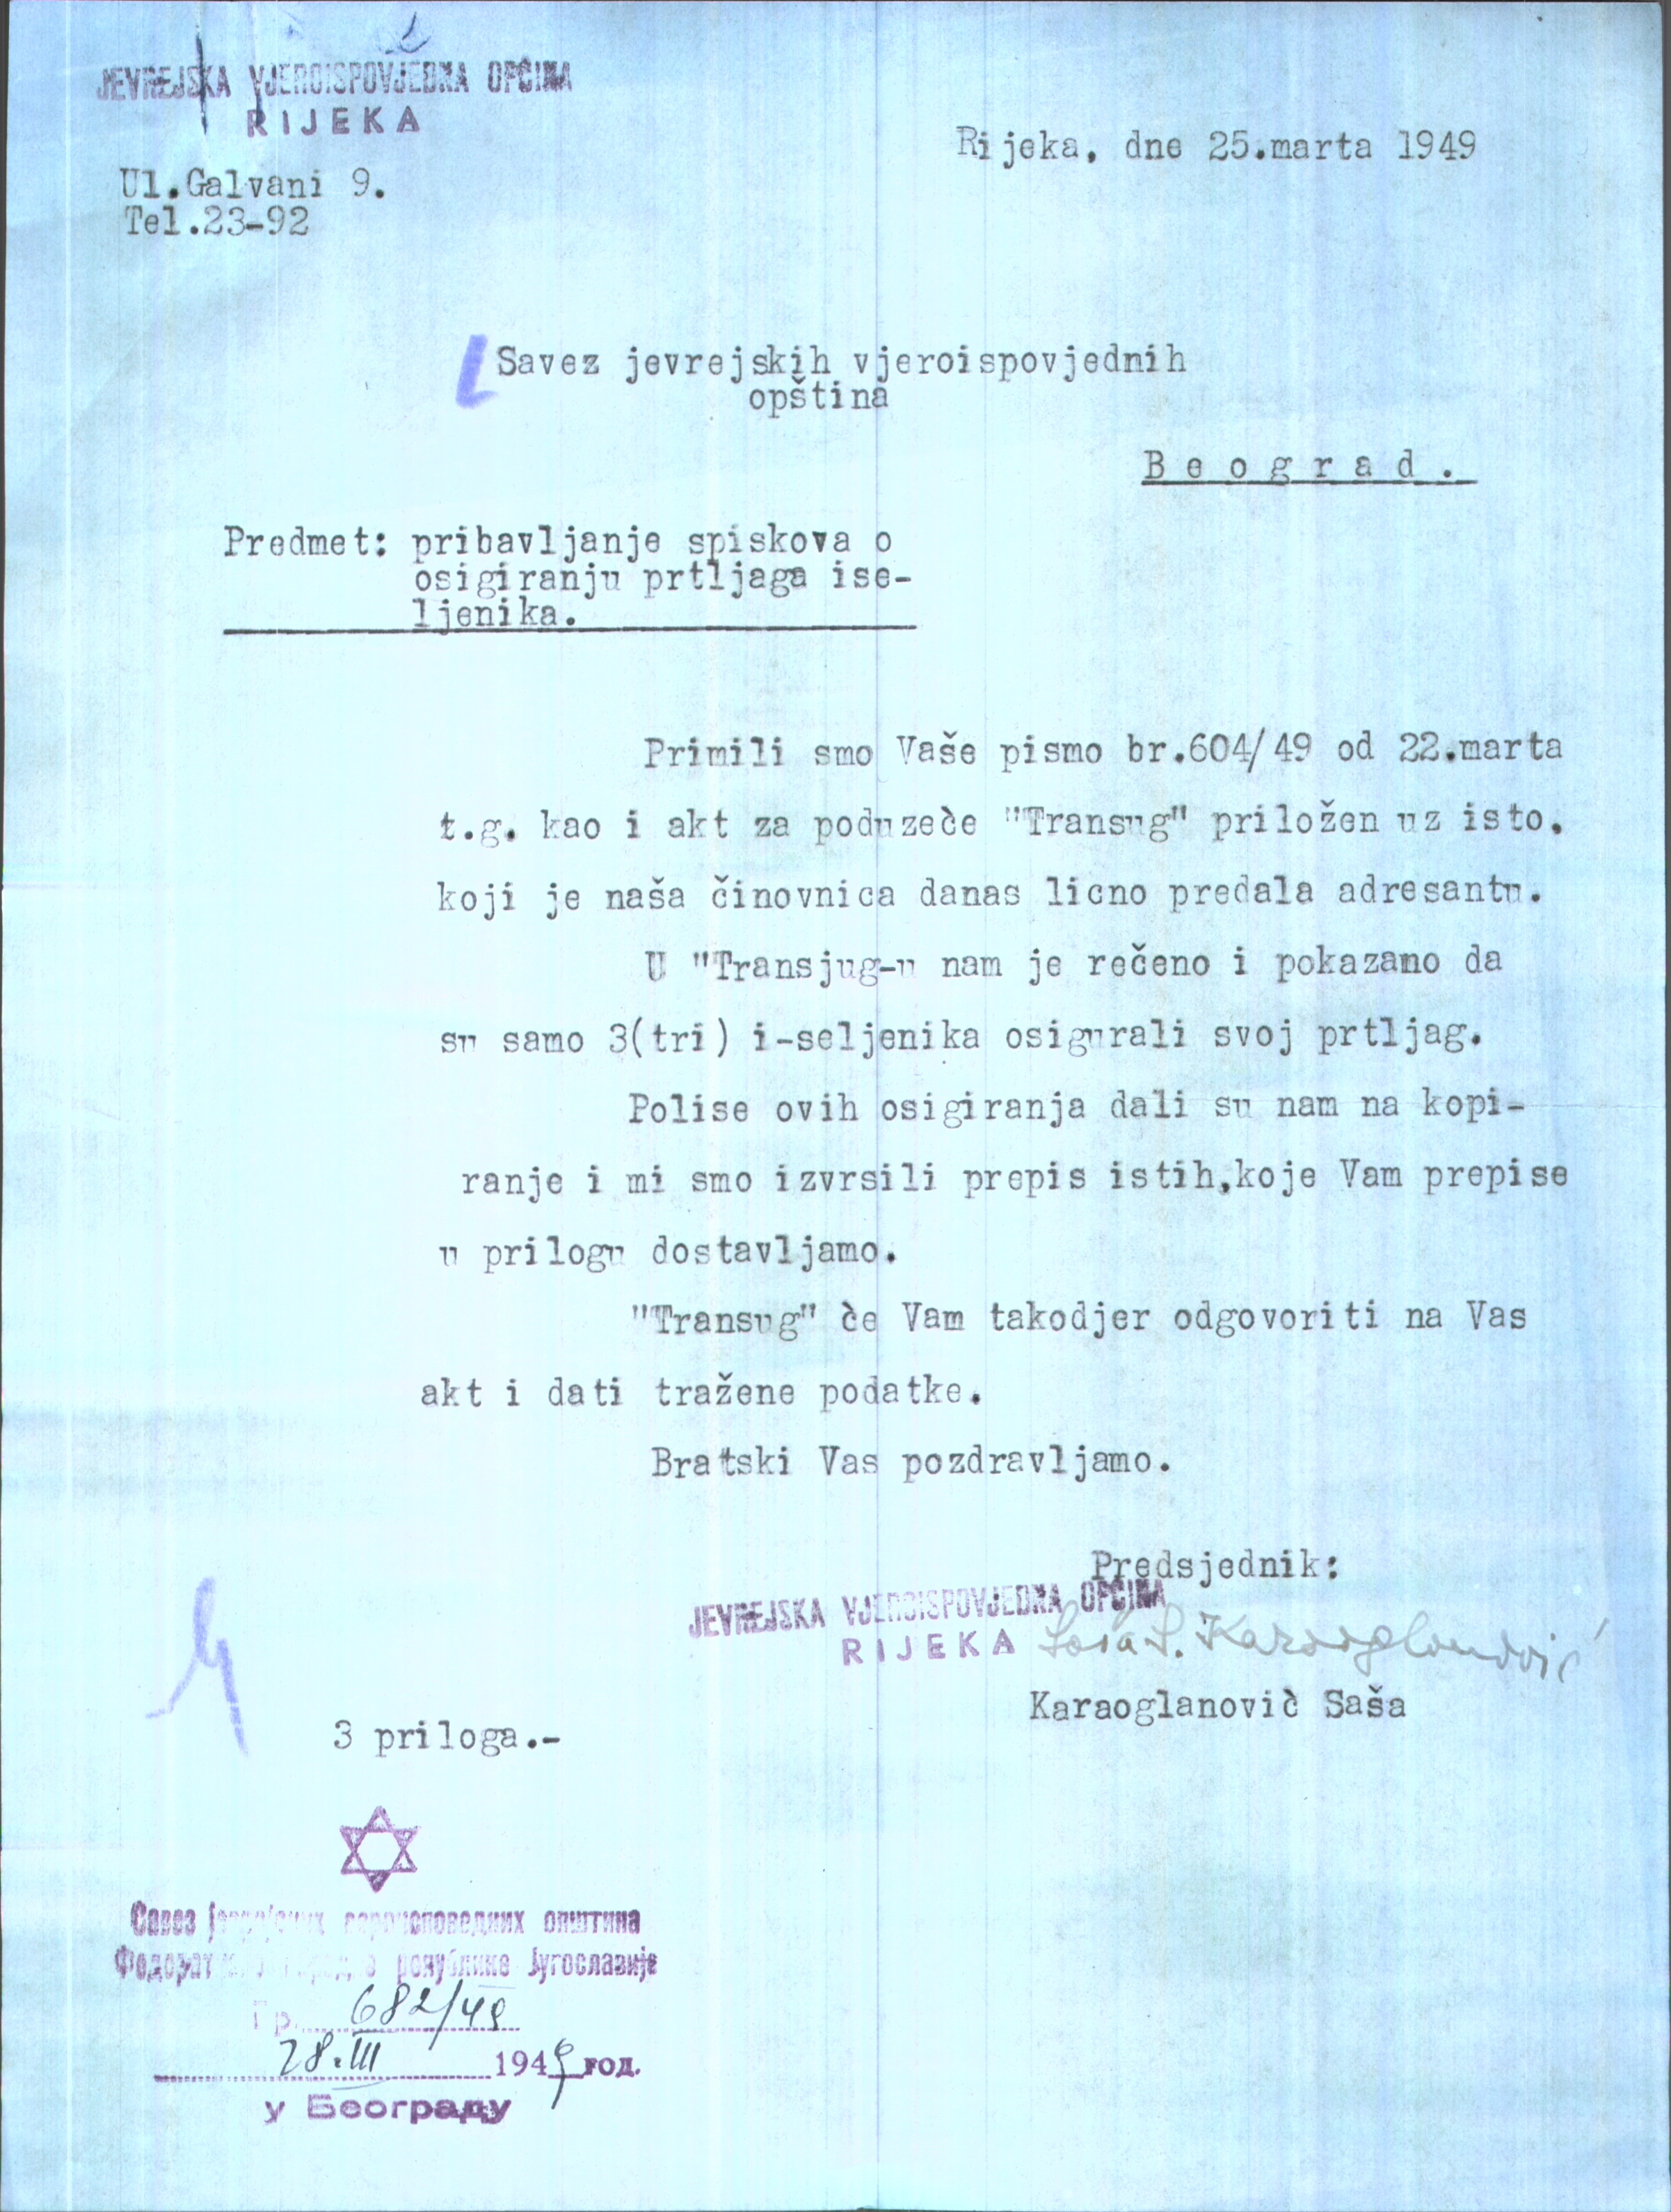 JEVREJSKA VJEROISPOVJEDNA OPĆINA
RIJEKA
Rijeka, dne 25.marta 1949
Ul.Galvani 9.
Tel.23-92
Savez jevrejskih vjeroispovjednih
opština
Beograd.
Predmet: pribavljanje spiskova o
osigiranju prtljaga ise-
ljenika.
Primili smo Vaše pismo br.604/49 od 22.marta
t.g. kao i akt za poduzeće "Transug" priložen uz isto,
koji je naša činovnica danas licno predala adresantu.
U "Transjug-u nam je rečeno i pokazano da
su samo 3(tri) i-seljenika osigurali svoj prtljag.
Polise ovih osigiranja dali su nam na kopi-
ranje i mi smo izvrsili prepis istih,koje Vam prepise
u prilogu dostavljamo.
"Transug" će Vam takodjer odgovoriti na Vas
akt i dati tražene podatke.
Bratski Vas pozdravljamo.
Predsjednik:
JEVREJSKA VJEROISPOVJEDNA OPĆINA
RIJEKA
Saša S. Karaoglanović
Karaoglanović Saša
3 priloga.-
Савез јеврејских вероисповедних општина
Федеративне народне републике Југославије
Бр. 682/49
28.III 1949 год.
у Београду